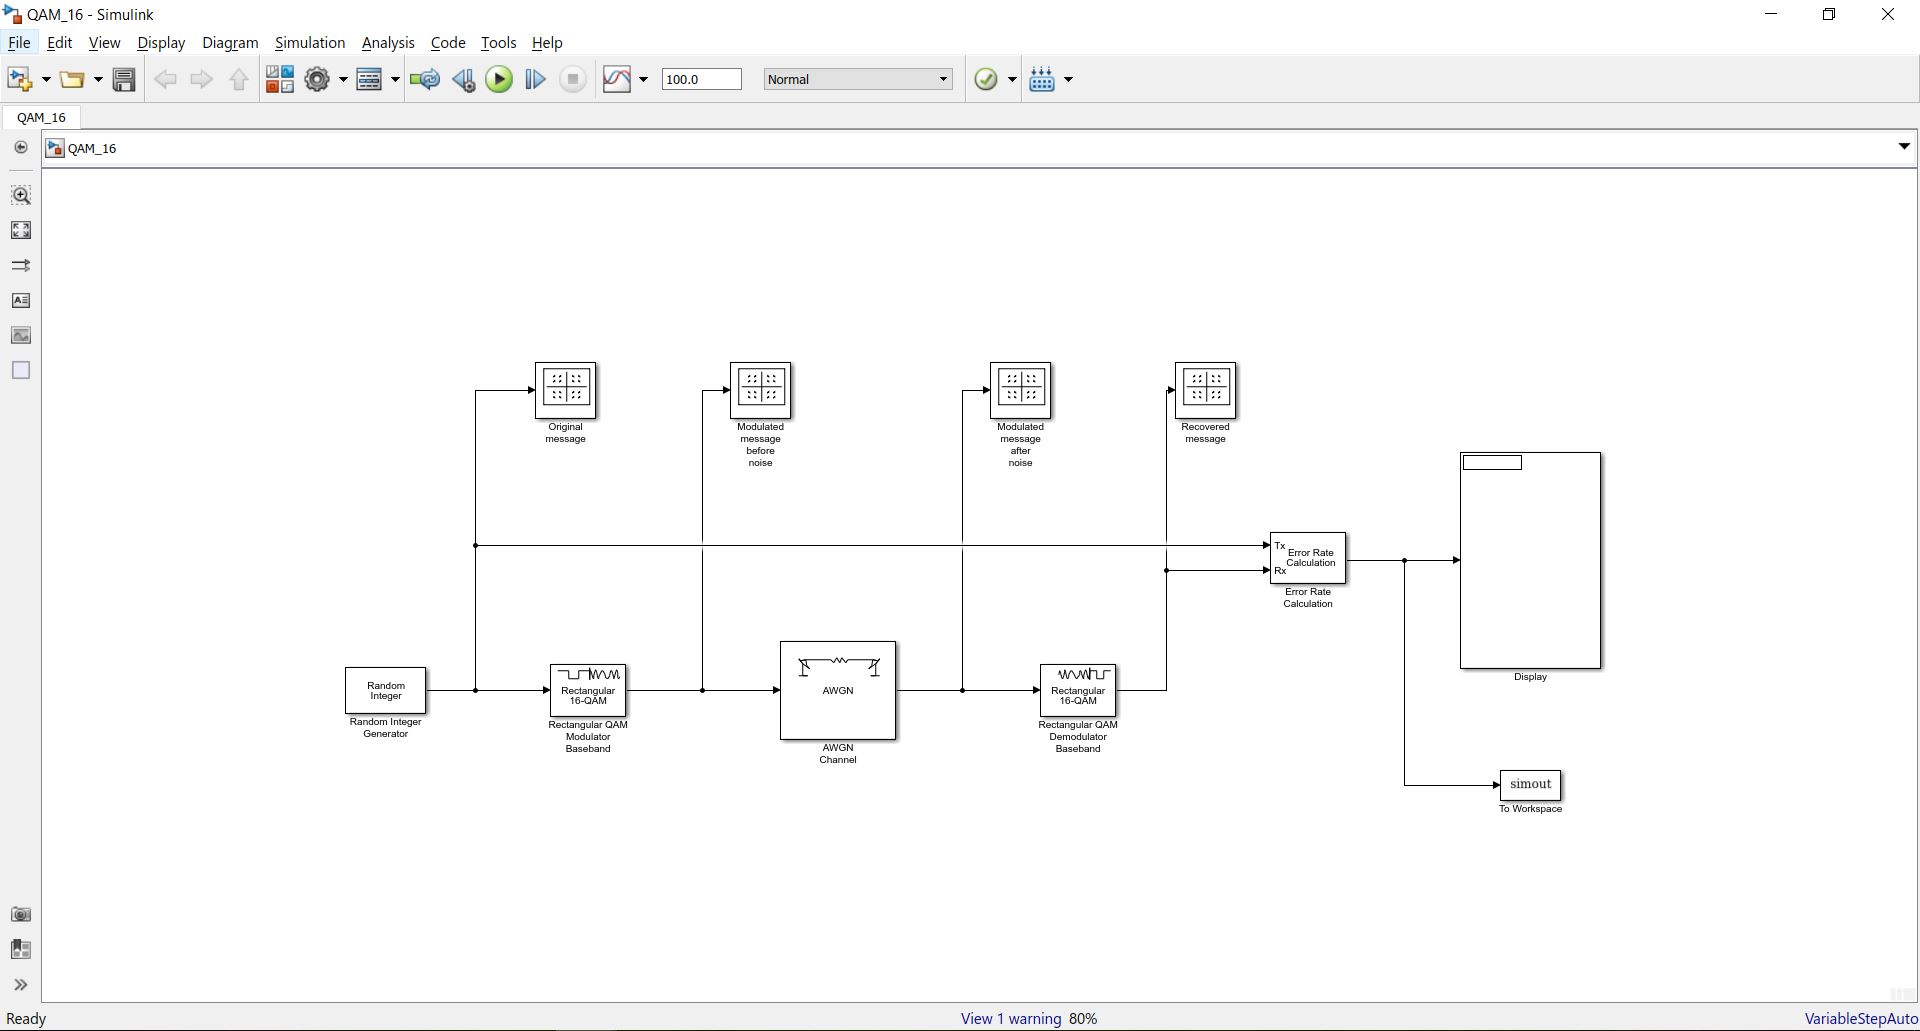 QAM_16 - Simulink
File Edit View Display Diagram Simulation Analysis Code Tools Help
100.0 Normal
QAM_16
QAM_16
Original
message
Modulated
message
before
noise
Modulated
message
after
noise
Recovered
message
Tx
Rx
Error Rate
Calculation
Error Rate
Calculation
Display
Random
Integer
Random Integer
Generator
Rectangular
16-QAM
Rectangular QAM
Modulator
Baseband
AWGN
AWGN
Channel
Rectangular
16-QAM
Rectangular QAM
Demodulator
Baseband
simout
To Workspace
Ready View 1 warning 80% VariableStepAuto